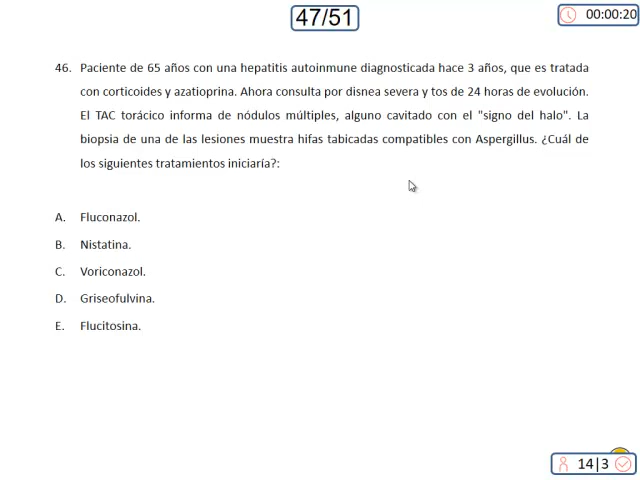 47/51
00:00:20
46. Paciente de 65 años con una hepatitis autoinmune diagnosticada hace 3 años, que es tratada
con corticoides y azatioprina. Ahora consulta por disnea severa y tos de 24 horas de evolución.
El TAC torácico informa de nódulos múltiples, alguno cavitado con el "signo del halo". La
biopsia de una de las lesiones muestra hifas tabicadas compatibles con Aspergillus. ¿Cuál de
los siguientes tratamientos iniciaría?:
A. Fluconazol.
B. Nistatina.
C. Voriconazol.
D. Griseofulvina.
E. Flucitosina.
14|3